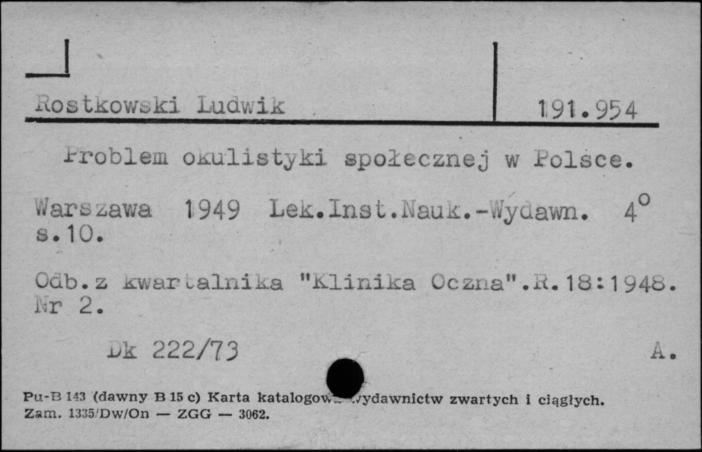 Rostkowski Ludwik 191.954
Problem okulistyki społecznej w Polsce.
Warszawa 1949 Lek.Inst.Nauk.-Wydawn. 4°
s.10.
Odb.z kwartalnika "Klinika Oczna".R.18:1948.
Nr 2.
Dk 222/73 A.
Pu-B 143 (dawny B 15 c) Karta katalogowa wydawnictw zwartych i ciągłych.
Zam. 1335/Dw/On — ZGG — 3062.